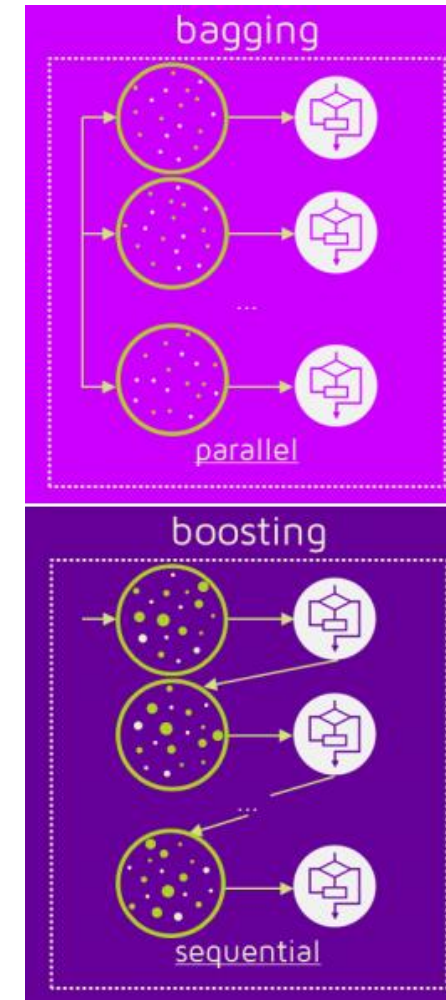 bagging
...
parallel
boosting
...
sequential